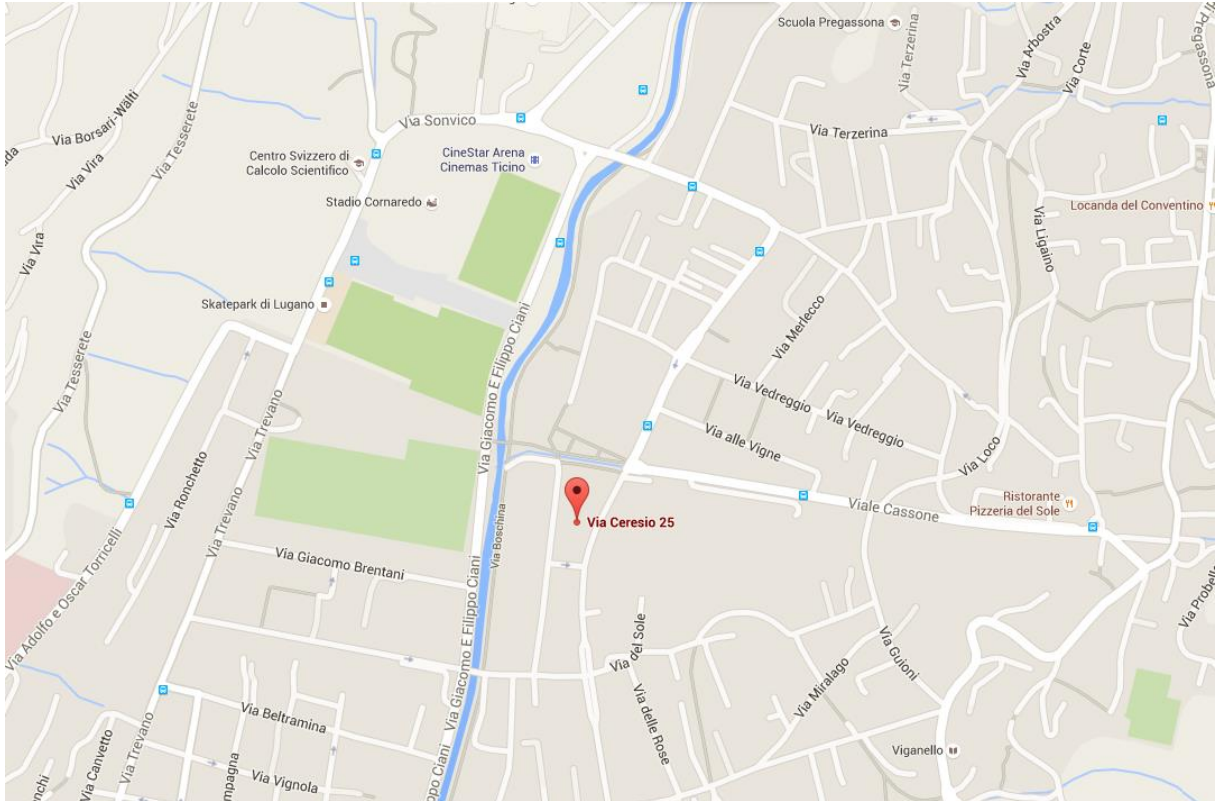 Scuola Pregassona
Via Terzerina
Via Arbostra
Via Corte
di Pregassona
Via Borsari-Wälti
Via Vira
Via Vira
Via Tesserete
Via Sonvico
Via Terzerina
Centro Svizzero di
Calcolo Scientifico
CineStar Arena
Cinemas Ticino
Stadio Cornaredo
Locanda del Conventino
Via Ligaino
Skatepark di Lugano
Via Tesserete
Via Giacomo E Filippo Ciani
Via Merlecco
Via Vedreggio
Via Vedreggio
Via alle Vigne
Via Trevano
Via Ronchetto
Via Loco
Viale Cassone
Ristorante
Pizzeria del Sole
Via Ceresio 25
Via Boschina
Via Trevano
Via Giacomo Brentani
Via Adolfo e Oscar Torricelli
Via Giacomo E Filippo Ciani
Via Probello
Via del Sole
Via Guioni
Via Miralago
Via delle Rose
Via Beltramina
Via Trevano
Via Canvetto
Via Vignola
Viganello